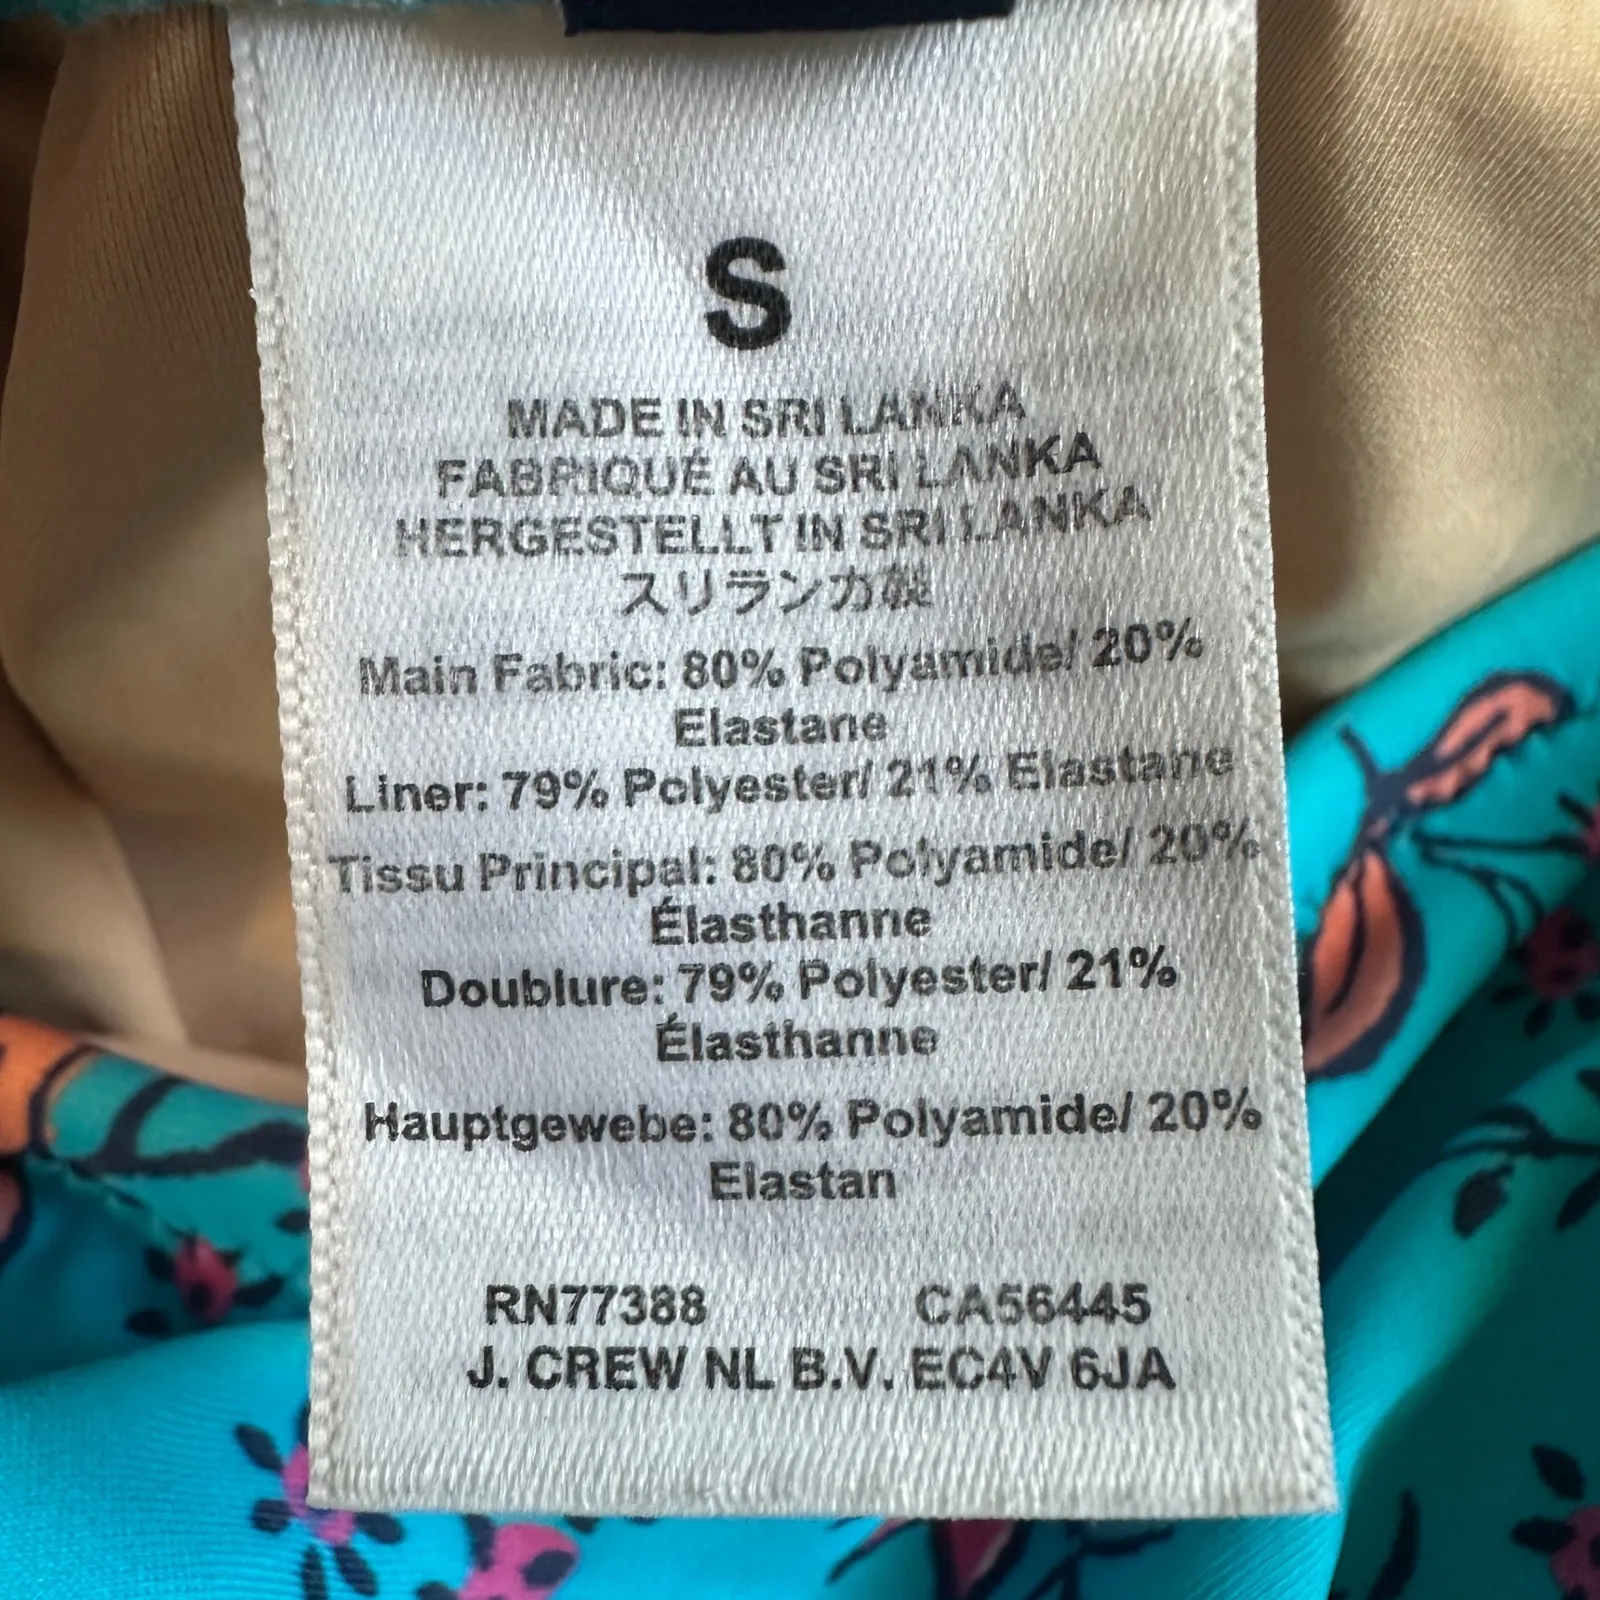 S
MADE IN SRI LANKA
FABRIQUÉ AU SRI LANKA
HERGESTELLT IN SRI LANKA
スリランカ製
Main Fabric: 80% Polyamide/ 20%
Elastane
Liner: 79% Polyester/ 21% Elastane
Tissu Principal: 80% Polyamide/ 20%
Élasthanne
Doublure: 79% Polyester/ 21%
Élasthanne
Hauptgewebe: 80% Polyamide/ 20%
Elastan
RN77388 CA56445
J. CREW NL B.V. EC4V 6JA